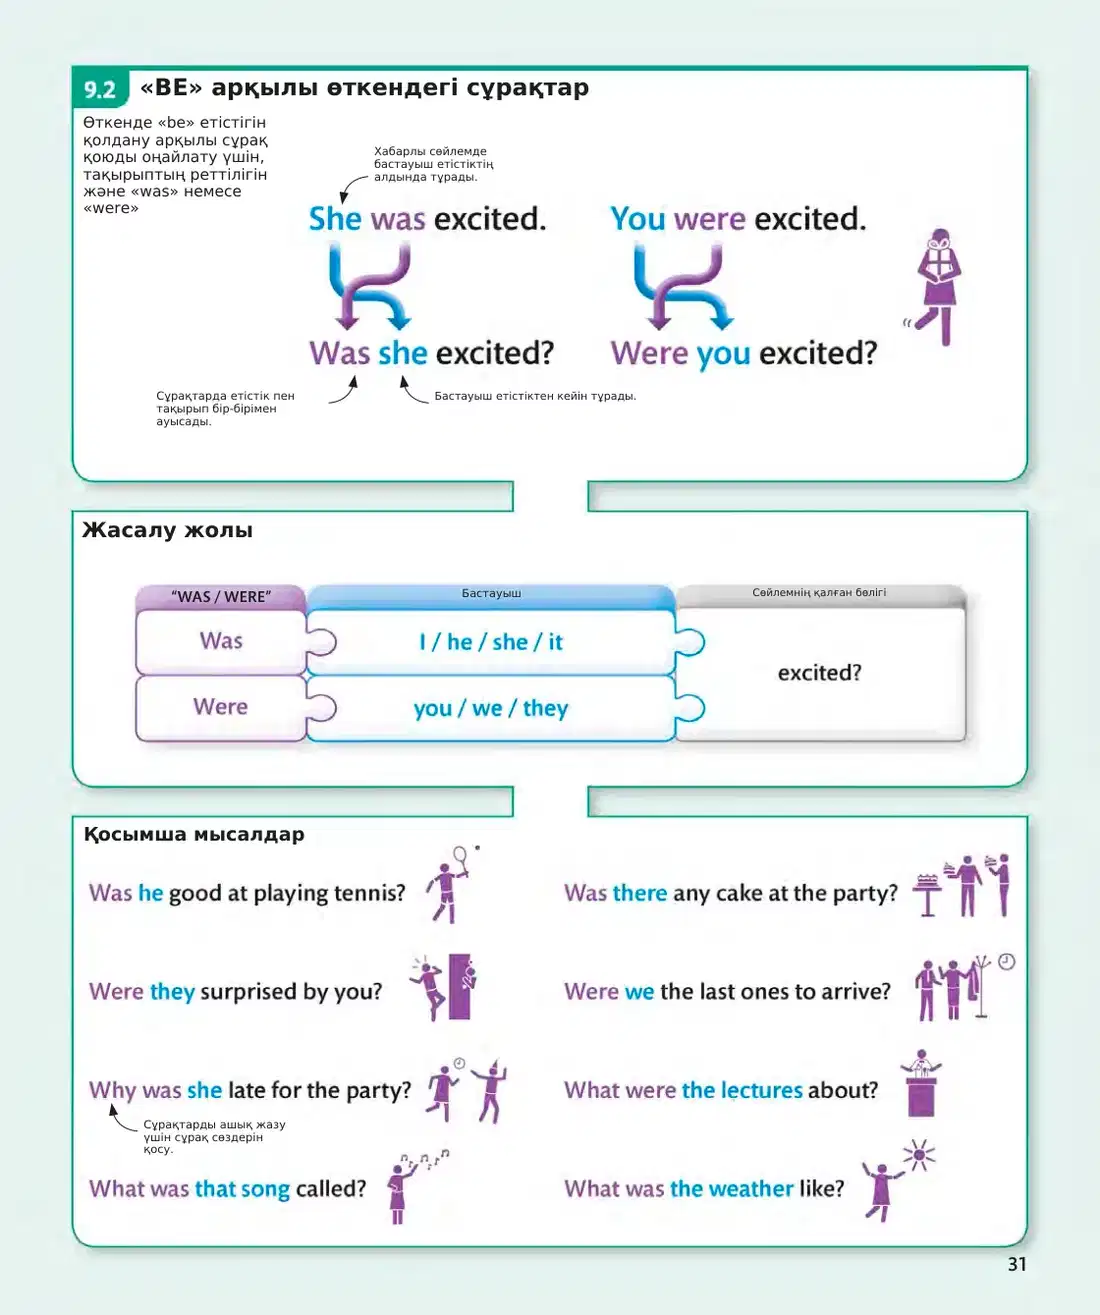 9.2 «BE» арқылы өткендегі сұрақтар
Өткенде «be» етістігін
қолдану арқылы сұрақ
қоюды оңайлату үшін,
тақырыптың реттілігін
және «was» немесе
«were»
Хабарлы сөйлемде
бастауыш етістіктің
алдында тұрады.
She was excited.
You were excited.
Was she excited?
Were you excited?
Сұрақтарда етістік пен
тақырып бір-бірімен
ауысады.
Бастауыш етістіктен кейін тұрады.
Жасалу жолы
"WAS / WERE"
Бастауыш
Сөйлемнің қалған бөлігі
Was
I / he / she / it
excited?
Were
you / we / they
Қосымша мысалдар
Was he good at playing tennis?
Was there any cake at the party?
Were they surprised by you?
Were we the last ones to arrive?
Why was she late for the party?
What were the lectures about?
Сұрақтарды ашық жазу
үшін сұрақ сөздерін
қосу.
What was that song called?
What was the weather like?
31